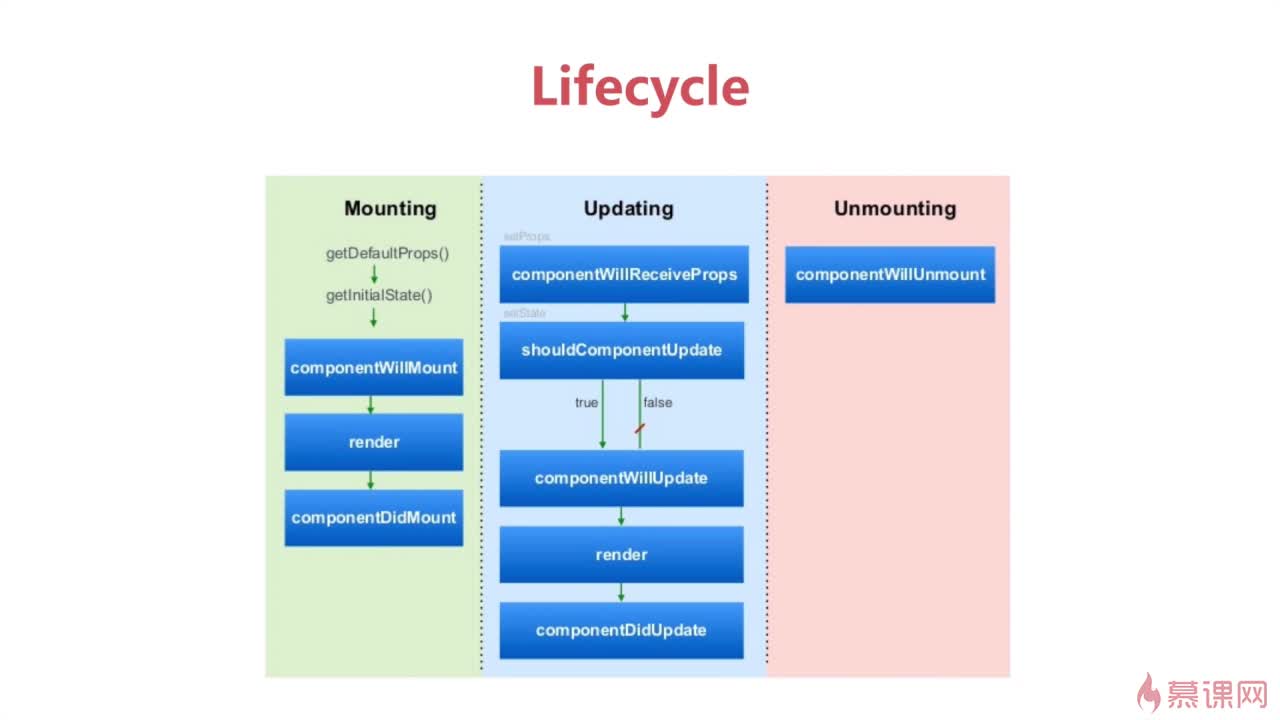 Lifecycle
Mounting
getDefaultProps()
getInitialState()
componentWillMount
render
componentDidMount
Updating
setProps
componentWillReceiveProps
setState
shouldComponentUpdate
true
false
componentWillUpdate
render
componentDidUpdate
Unmounting
componentWillUnmount
慕课网